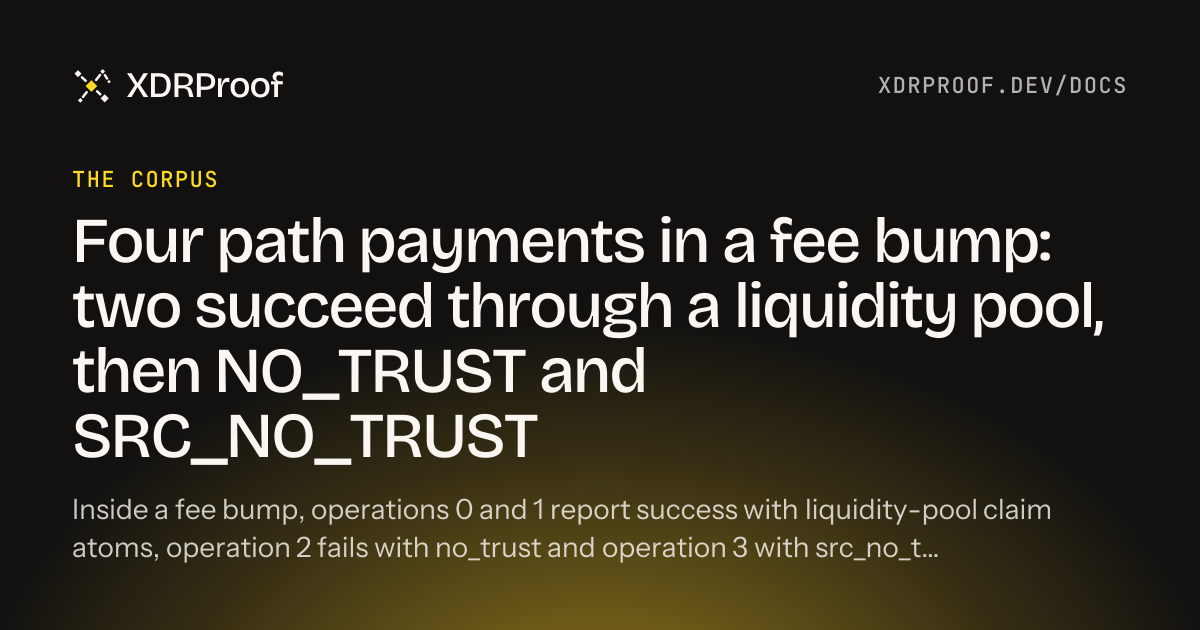 XDRProof
XDRPROOF.DEV/DOCS
THE CORPUS
Four path payments in a fee bump:
two succeed through a liquidity pool,
then NO_TRUST and
SRC_NO_TRUST
Inside a fee bump, operations 0 and 1 report success with liquidity-pool claim
atoms, operation 2 fails with no_trust and operation 3 with src_no_t...